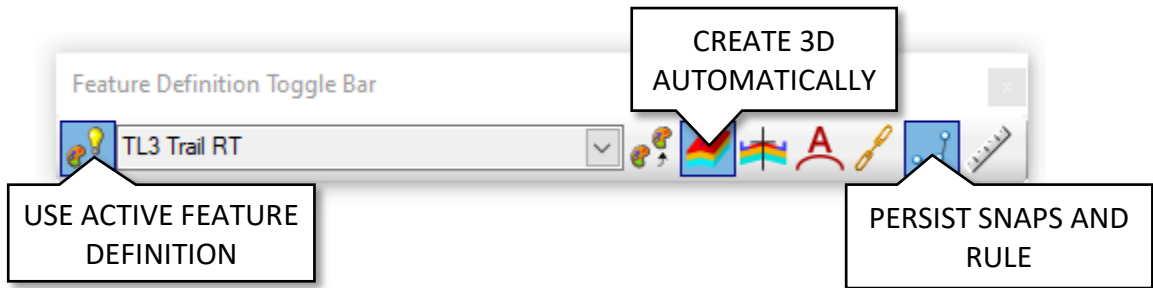 CREATE 3D
AUTOMATICALLY
Feature Definition Toggle Bar
x
TL3 Trail RT
A
USE ACTIVE FEATURE
DEFINITION
PERSIST SNAPS AND
RULE